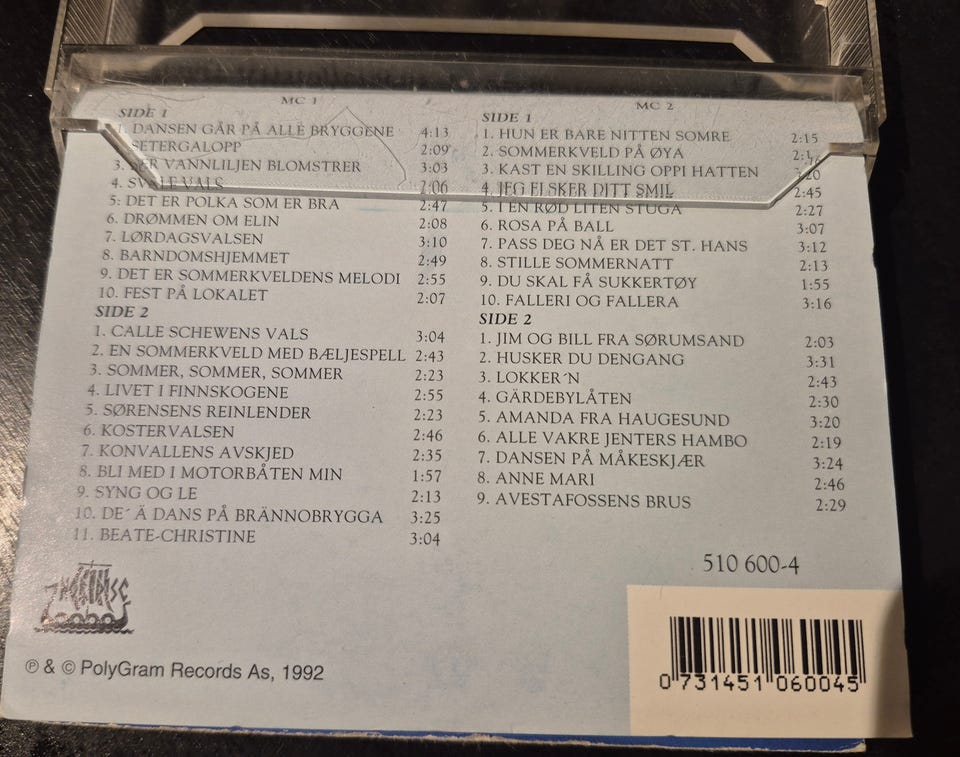 MC 1
SIDE 1
1. DANSEN GÅR PÅ ALLE BRYGGENE 4:13
SETERGALOPP 2:09
3. DER VANNLILJEN BLOMSTRER 3:03
4. SVATE VALS 2:06
5: DET ER POLKA SOM ER BRA 2:47
6. DRØMMEN OM ELIN 2:08
7. LØRDAGSVALSEN 3:10
8. BARNDOMSHJEMMET 2:49
9. DET ER SOMMERKVELDENS MELODI 2:55
10. FEST PÅ LOKALET 2:07
SIDE 2
1. CALLE SCHEWENS VALS 3:04
2. EN SOMMERKVELD MED BÆLJESPELL 2:43
3. SOMMER, SOMMER, SOMMER 2:23
4. LIVET I FINNSKOGENE 2:55
5. SØRENSENS REINLENDER 2:23
6. KOSTERVALSEN 2:46
7. KONVALLENS AVSKJED 2:35
8. BLI MED I MOTORBÅTEN MIN 1:57
9. SYNG OG LE 2:13
10. DE´ Ä DANS PÅ BRÄNNOBRYGGA 3:25
11. BEATE-CHRISTINE 3:04
MC 2
SIDE 1
1. HUN ER BARE NITTEN SOMRE 2:15
2. SOMMERKVELD PÅ ØYA
3. KAST EN SKILLING OPPI HATTEN 3:20
4. JEG ELSKER DITT SMIL 2:45
5. I EN RØD LITEN STUGA 2:27
6. ROSA PÅ BALL 3:07
7. PASS DEG NÅ ER DET ST. HANS 3:12
8. STILLE SOMMERNATT 2:13
9. DU SKAL FÅ SUKKERTØY 1:55
10. FALLERI OG FALLERA 3:16
SIDE 2
1. JIM OG BILL FRA SØRUMSAND 2:03
2. HUSKER DU DENGANG 3:31
3. LOKKER´N 2:43
4. GÄRDEBYLÅTEN 2:30
5. AMANDA FRA HAUGESUND 3:20
6. ALLE VAKRE JENTERS HAMBO 2:19
7. DANSEN PÅ MÅKESKJÆR 3:24
8. ANNE MARI 2:46
9. AVESTAFOSSENS BRUS 2:29
510 600-4
℗ & © PolyGram Records As, 1992
0 731451 060045